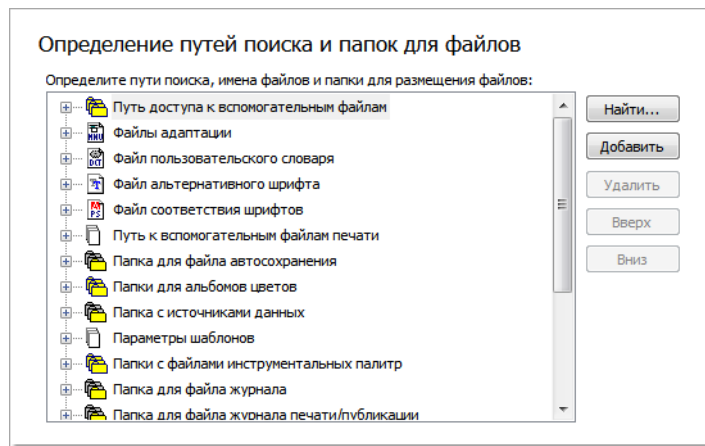 Определение путей поиска и папок для файлов
Определите пути поиска, имена файлов и папки для размещения файлов:
Путь доступа к вспомогательным файлам
Файлы адаптации
Файл пользовательского словаря
Файл альтернативного шрифта
Файл соответствия шрифтов
Путь к вспомогательным файлам печати
Папка для файла автосохранения
Папки для альбомов цветов
Папка с источниками данных
Параметры шаблонов
Папки с файлами инструментальных палитр
Папка для файла журнала
Папка для файла журнала печати/публикации
Найти...
Добавить
Удалить
Вверх
Вниз